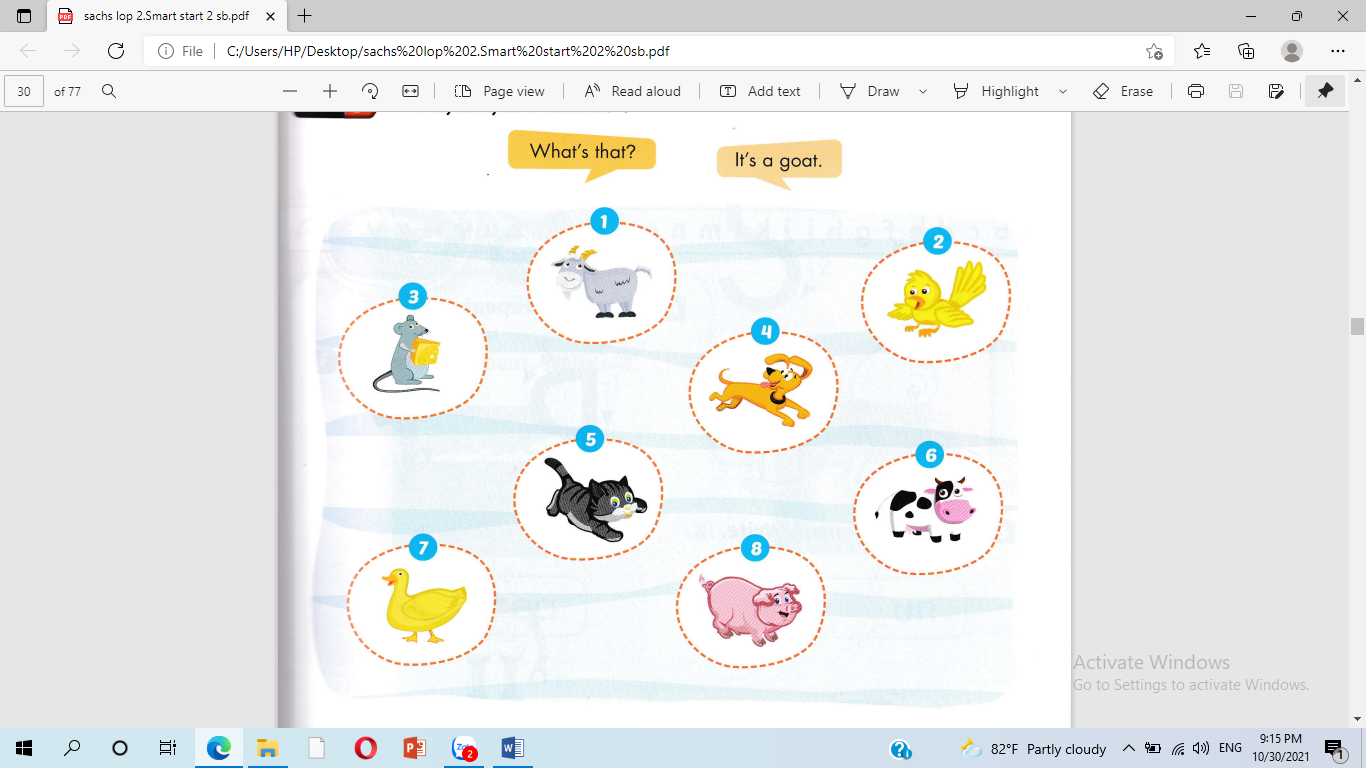 sachs lop 2.Smart start 2 sb.pdf
File
C:/Users/HP/Desktop/sachs%20lop%202.Smart%20start%202%20sb.pdf
30 of 77
Page view
Read aloud
Add text
Draw
Highlight
Erase
What's that?
It's a goat.
1
2
3
4
5
6
7
8
Activate Windows
Go to Settings to activate Windows.
82°F Partly cloudy
ENG
9:15 PM
10/30/2021